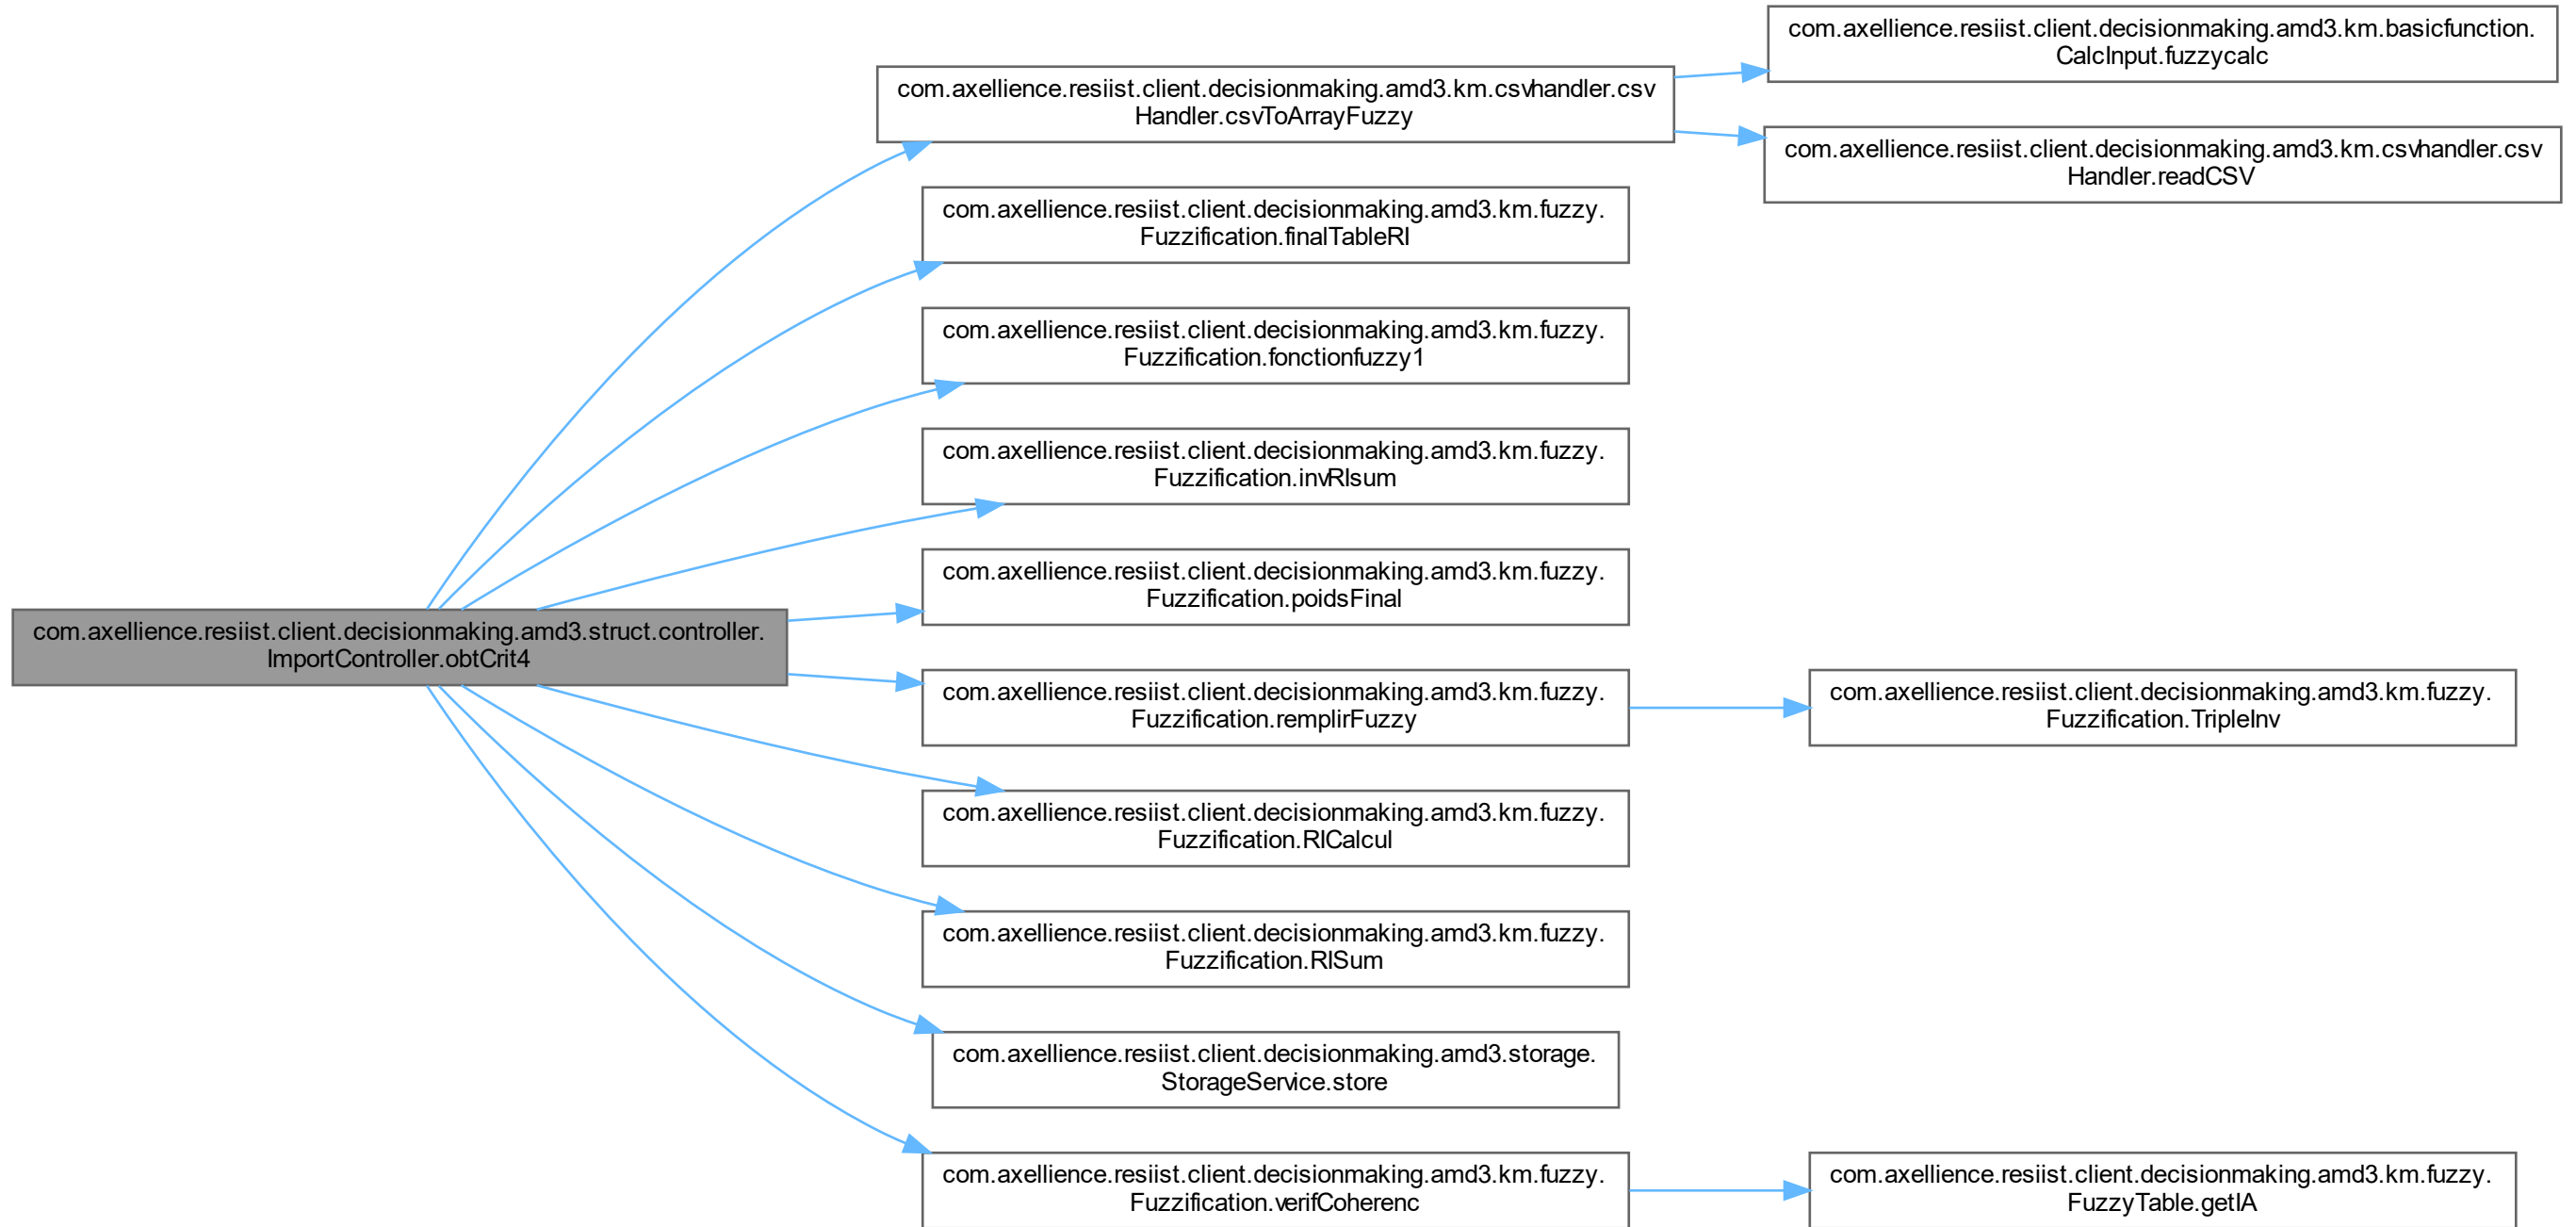 com.axellience.resiist.client.decisionmaking.amd3.struct.controller.
ImportController.obtCrit4
com.axellience.resiist.client.decisionmaking.amd3.km.csvhandler.csv
Handler.csvToArrayFuzzy
com.axellience.resiist.client.decisionmaking.amd3.km.basicfunction.
CalcInput.fuzzycalc
com.axellience.resiist.client.decisionmaking.amd3.km.csvhandler.csv
Handler.readCSV
com.axellience.resiist.client.decisionmaking.amd3.km.fuzzy.
Fuzzification.finalTableRI
com.axellience.resiist.client.decisionmaking.amd3.km.fuzzy.
Fuzzification.fonctionfuzzy1
com.axellience.resiist.client.decisionmaking.amd3.km.fuzzy.
Fuzzification.invRIsum
com.axellience.resiist.client.decisionmaking.amd3.km.fuzzy.
Fuzzification.poidsFinal
com.axellience.resiist.client.decisionmaking.amd3.km.fuzzy.
Fuzzification.remplirFuzzy
com.axellience.resiist.client.decisionmaking.amd3.km.fuzzy.
Fuzzification.TripleInv
com.axellience.resiist.client.decisionmaking.amd3.km.fuzzy.
Fuzzification.RICalcul
com.axellience.resiist.client.decisionmaking.amd3.km.fuzzy.
Fuzzification.RISum
com.axellience.resiist.client.decisionmaking.amd3.storage.
StorageService.store
com.axellience.resiist.client.decisionmaking.amd3.km.fuzzy.
Fuzzification.verifCoherenc
com.axellience.resiist.client.decisionmaking.amd3.km.fuzzy.
FuzzyTable.getIA